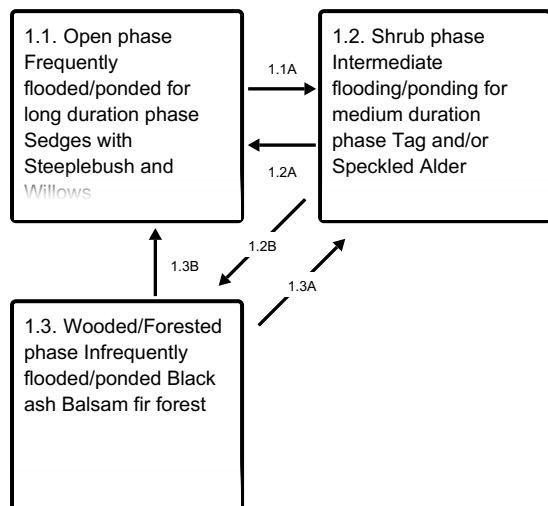 1.1. Open phase
Frequently
flooded/ponded for
long duration phase
Sedges with
Steeplebush and
Willows
1.1A
1.2. Shrub phase
Intermediate
flooding/ponding for
medium duration
phase Tag and/or
Speckled Alder
1.2A
1.2B
1.3B
1.3A
1.3. Wooded/Forested
phase Infrequently
flooded/ponded Black
ash Balsam fir forest